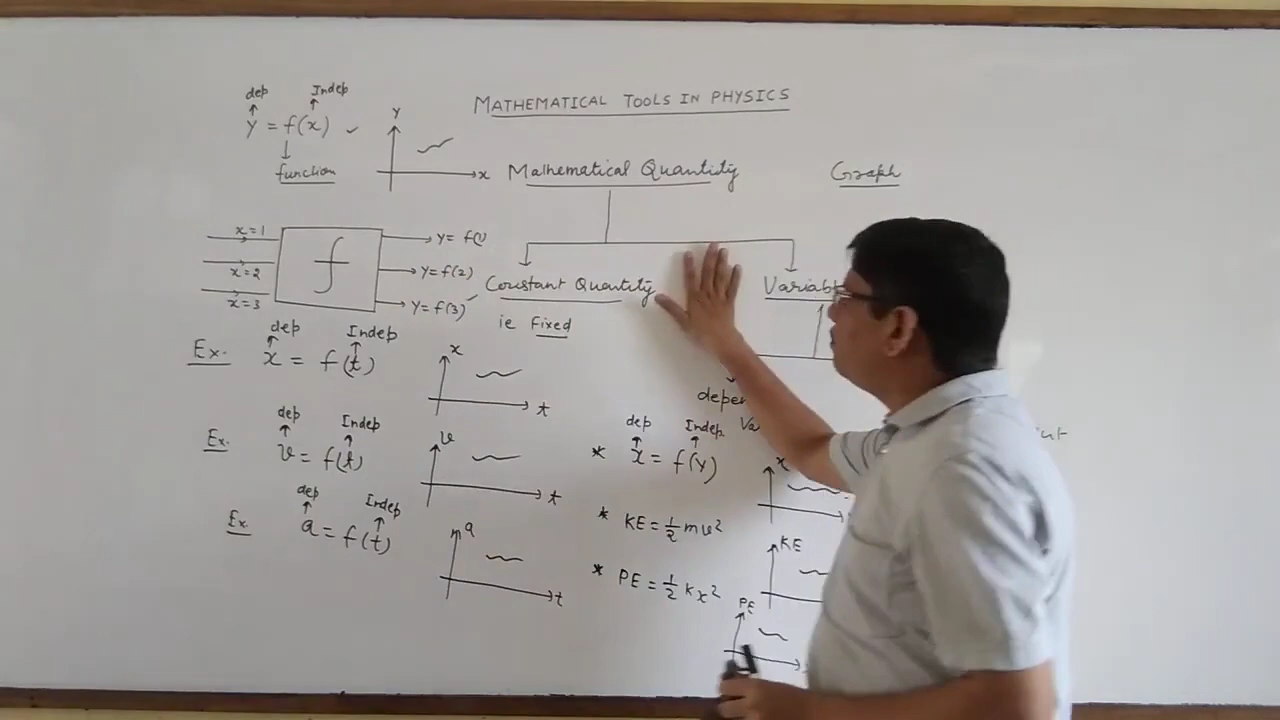 MATHEMATICAL TOOLS IN PHYSICS
dep Indep
y = f(x) ✓
function
Y
x
Mathematical Quantity
Graph
x=1
x=2
x=3
f
Y= f(1)
Y= f(2)
Y= f(3)
Constant Quantity
ie Fixed
dep Indep
Ex. x = f(t)
x
t
dep Indep
Ex. v = f(t)
v
t
dep Indep
Ex a = f(t)
a
t
dep Indep.
* x = f(y)
x
* KE = ½ mv²
KE
* PE = ½ kx²
PE